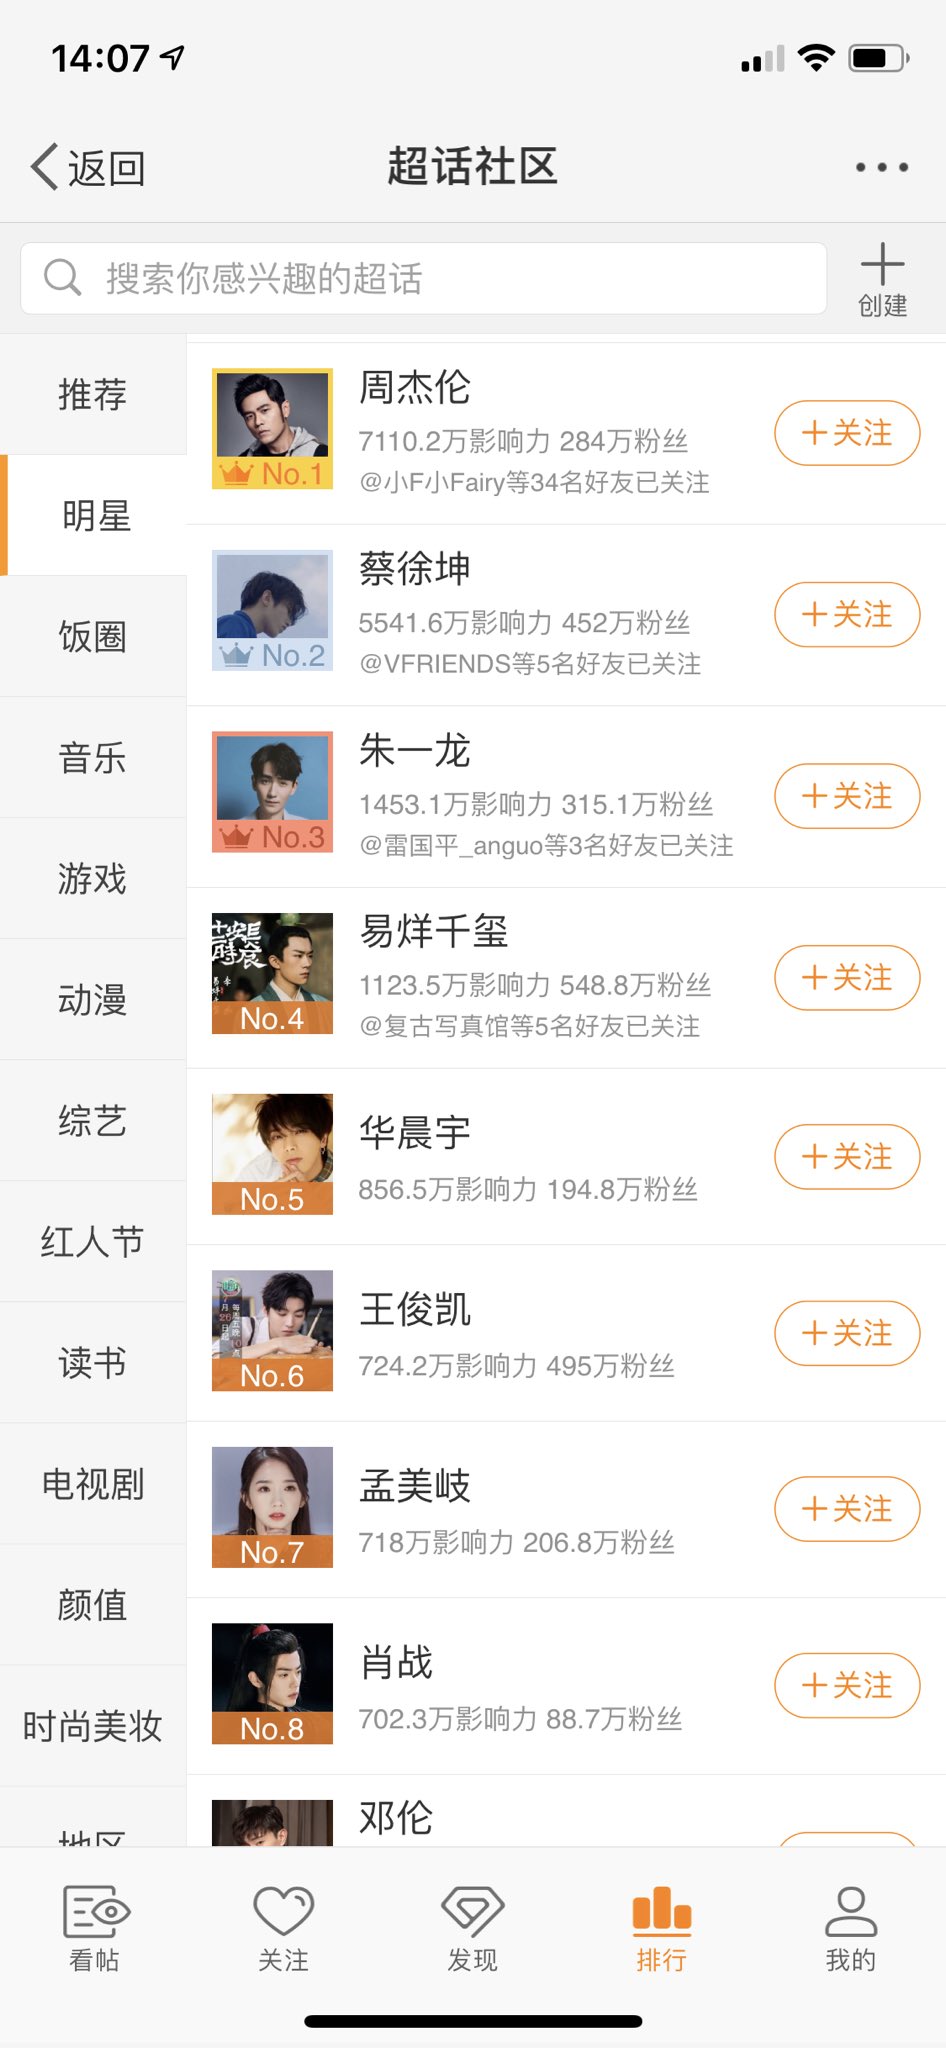 14:07
返回
超话社区
搜索你感兴趣的超话
创建
推荐
明星
饭圈
音乐
游戏
动漫
综艺
红人节
读书
电视剧
颜值
时尚美妆
地区
No.1
周杰伦
7110.2万影响力 284万粉丝
@小F小Fairy等34名好友已关注
+关注
No.2
蔡徐坤
5541.6万影响力 452万粉丝
@VFRIENDS等5名好友已关注
+关注
No.3
朱一龙
1453.1万影响力 315.1万粉丝
@雷国平_anguo等3名好友已关注
+关注
No.4
易烊千玺
1123.5万影响力 548.8万粉丝
@复古写真馆等5名好友已关注
+关注
No.5
华晨宇
856.5万影响力 194.8万粉丝
+关注
No.6
王俊凯
724.2万影响力 495万粉丝
+关注
No.7
孟美岐
718万影响力 206.8万粉丝
+关注
No.8
肖战
702.3万影响力 88.7万粉丝
+关注
邓伦
看帖
关注
发现
排行
我的